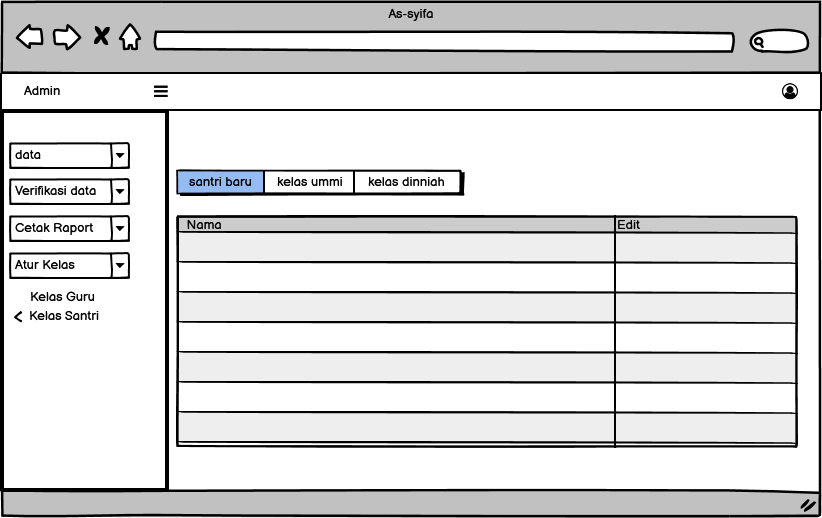 As-syifa
Admin
data
Verifikasi data
Cetak Raport
Atur Kelas
Kelas Guru
Kelas Santri
santri baru kelas ummi kelas dinniah
Nama Edit